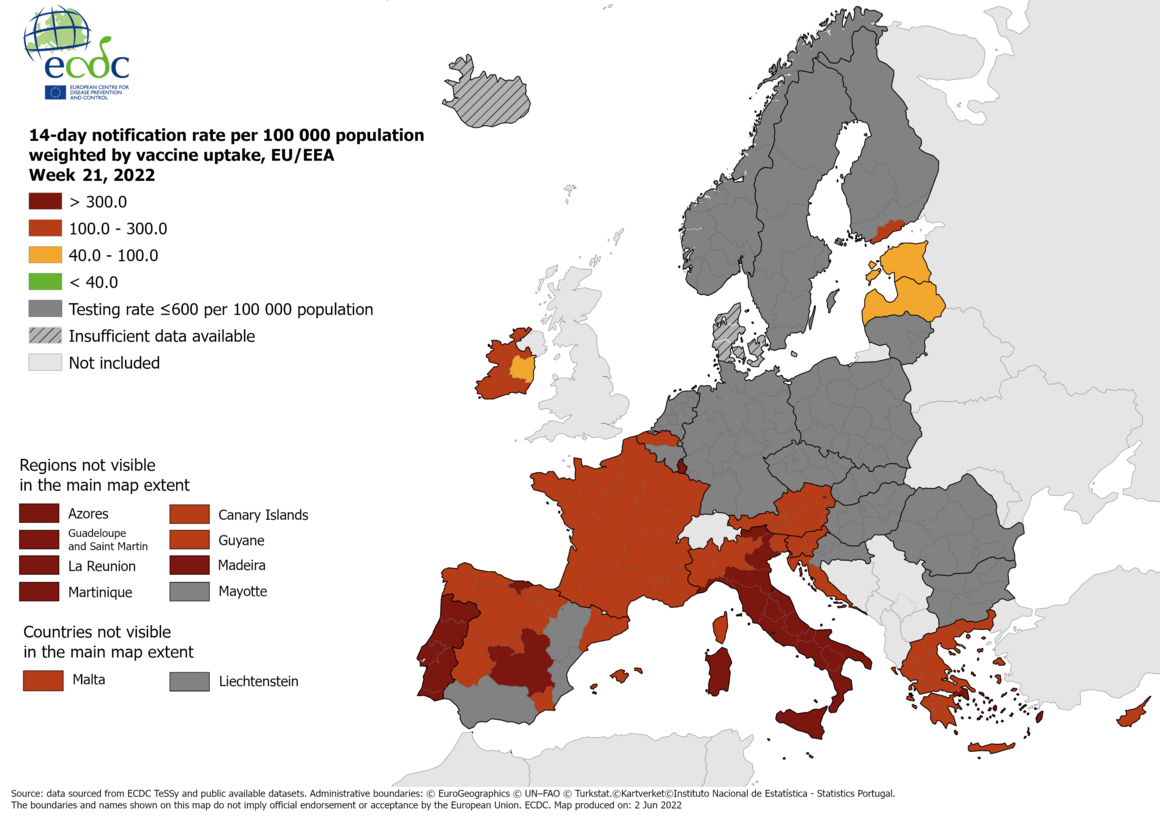 ecdc
EUROPEAN CENTRE FOR
DISEASE PREVENTION
AND CONTROL
14-day notification rate per 100 000 population
weighted by vaccine uptake, EU/EEA
Week 21, 2022
> 300.0
100.0 - 300.0
40.0 - 100.0
< 40.0
Testing rate ≤600 per 100 000 population
Insufficient data available
Not included
Regions not visible
in the main map extent
Azores
Canary Islands
Guadeloupe
and Saint Martin
Guyane
La Reunion
Madeira
Martinique
Mayotte
Countries not visible
in the main map extent
Malta
Liechtenstein
Source: data sourced from ECDC TeSSy and public available datasets. Administrative boundaries: © EuroGeographics © UN–FAO © Turkstat.©Kartverket©Instituto Nacional de Estatística - Statistics Portugal.
The boundaries and names shown on this map do not imply official endorsement or acceptance by the European Union. ECDC. Map produced on: 2 Jun 2022